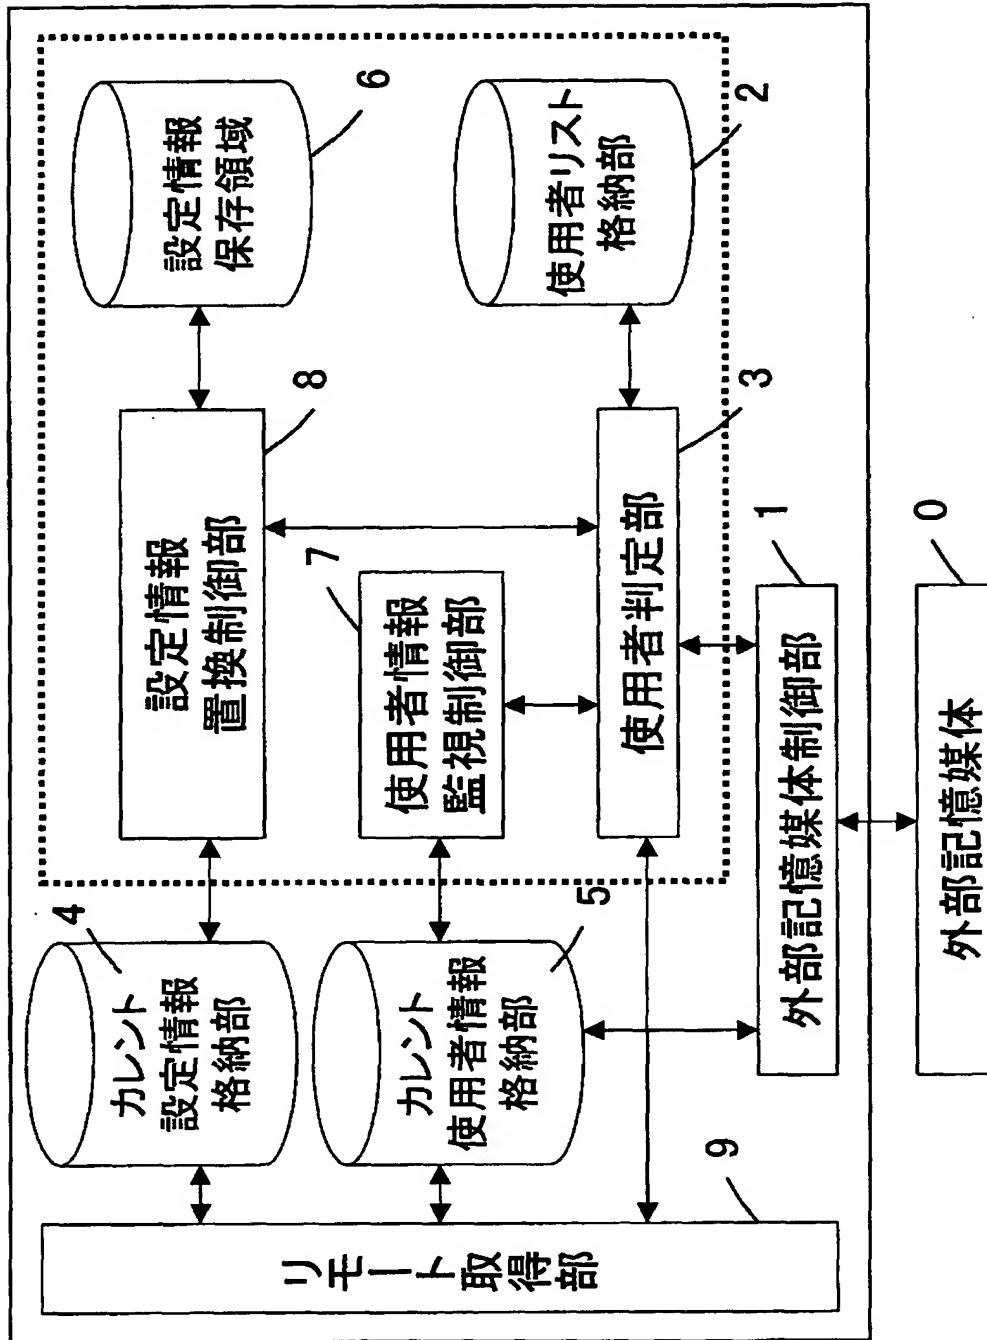 リモート取得部
9
カレント
設定情報
格納部
4
カレント
使用者情報
格納部
5
設定情報
置換制御部
8
設定情報
保存領域
6
使用者情報
監視制御部
7
使用者判定部
3
使用者リスト
格納部
2
外部記憶媒体制御部
1
外部記憶媒体
0